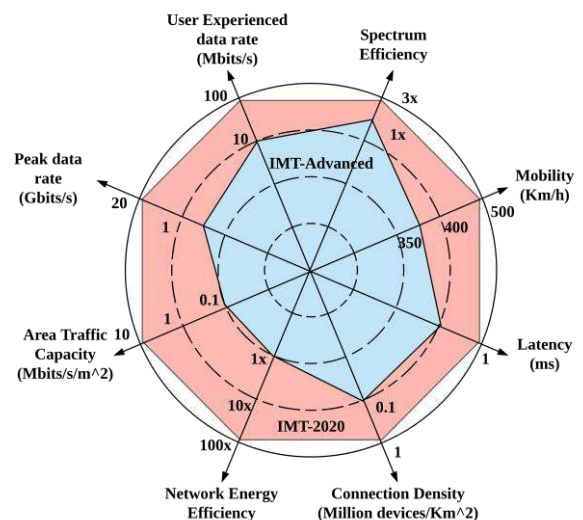 User Experienced
data rate
(Mbits/s)
Spectrum
Efficiency
100
3x
10
1x
Peak data
rate
(Gbits/s)
IMT-Advanced
Mobility
(Km/h)
20
1
350
400
500
0.1
Area Traffic
Capacity
(Mbits/s/m^2)
10
1
Latency
(ms)
1
1x
10x
0.1
100x
IMT-2020
1
Network Energy
Efficiency
Connection Density
(Million devices/Km^2)